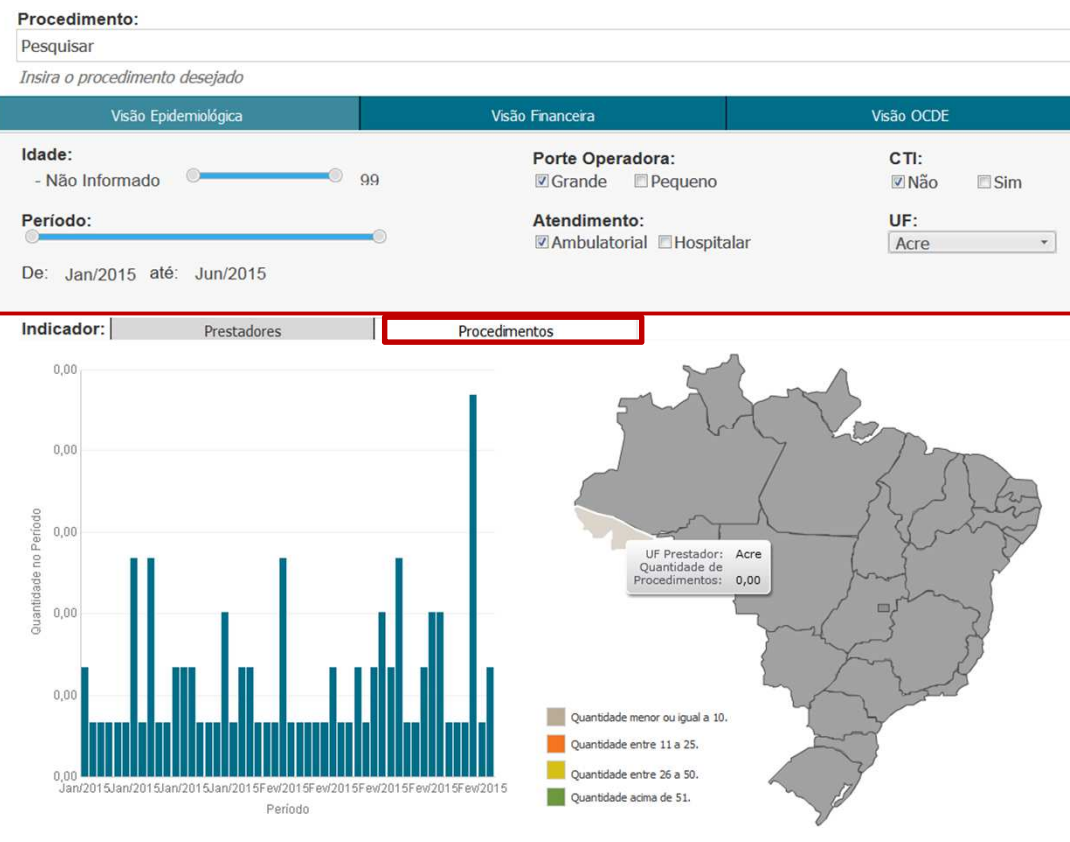 Procedimento:
Pesquisar
Insira o procedimento desejado
Visão Epidemiológica
Visão Financeira
Visão OCDE
Idade:
- Não Informado
99
Porte Operadora:
Grande
Pequeno
CTI:
Não
Sim
Período:
De: Jan/2015 até: Jun/2015
Atendimento:
Ambulatorial
Hospitalar
UF:
Acre
Indicador:
Prestadores
Procedimentos
0,00
0,00
0,00
0,00
0,00
0,00
Quantidade no Período
Jan/2015Jan/2015Jan/2015Jan/2015Fev/2015Fev/2015Fev/2015Fev/2015Fev/2015
Período
UF Prestador: Acre
Quantidade de
Procedimentos: 0,00
Quantidade menor ou igual a 10.
Quantidade entre 11 a 25.
Quantidade entre 26 a 50.
Quantidade acima de 51.